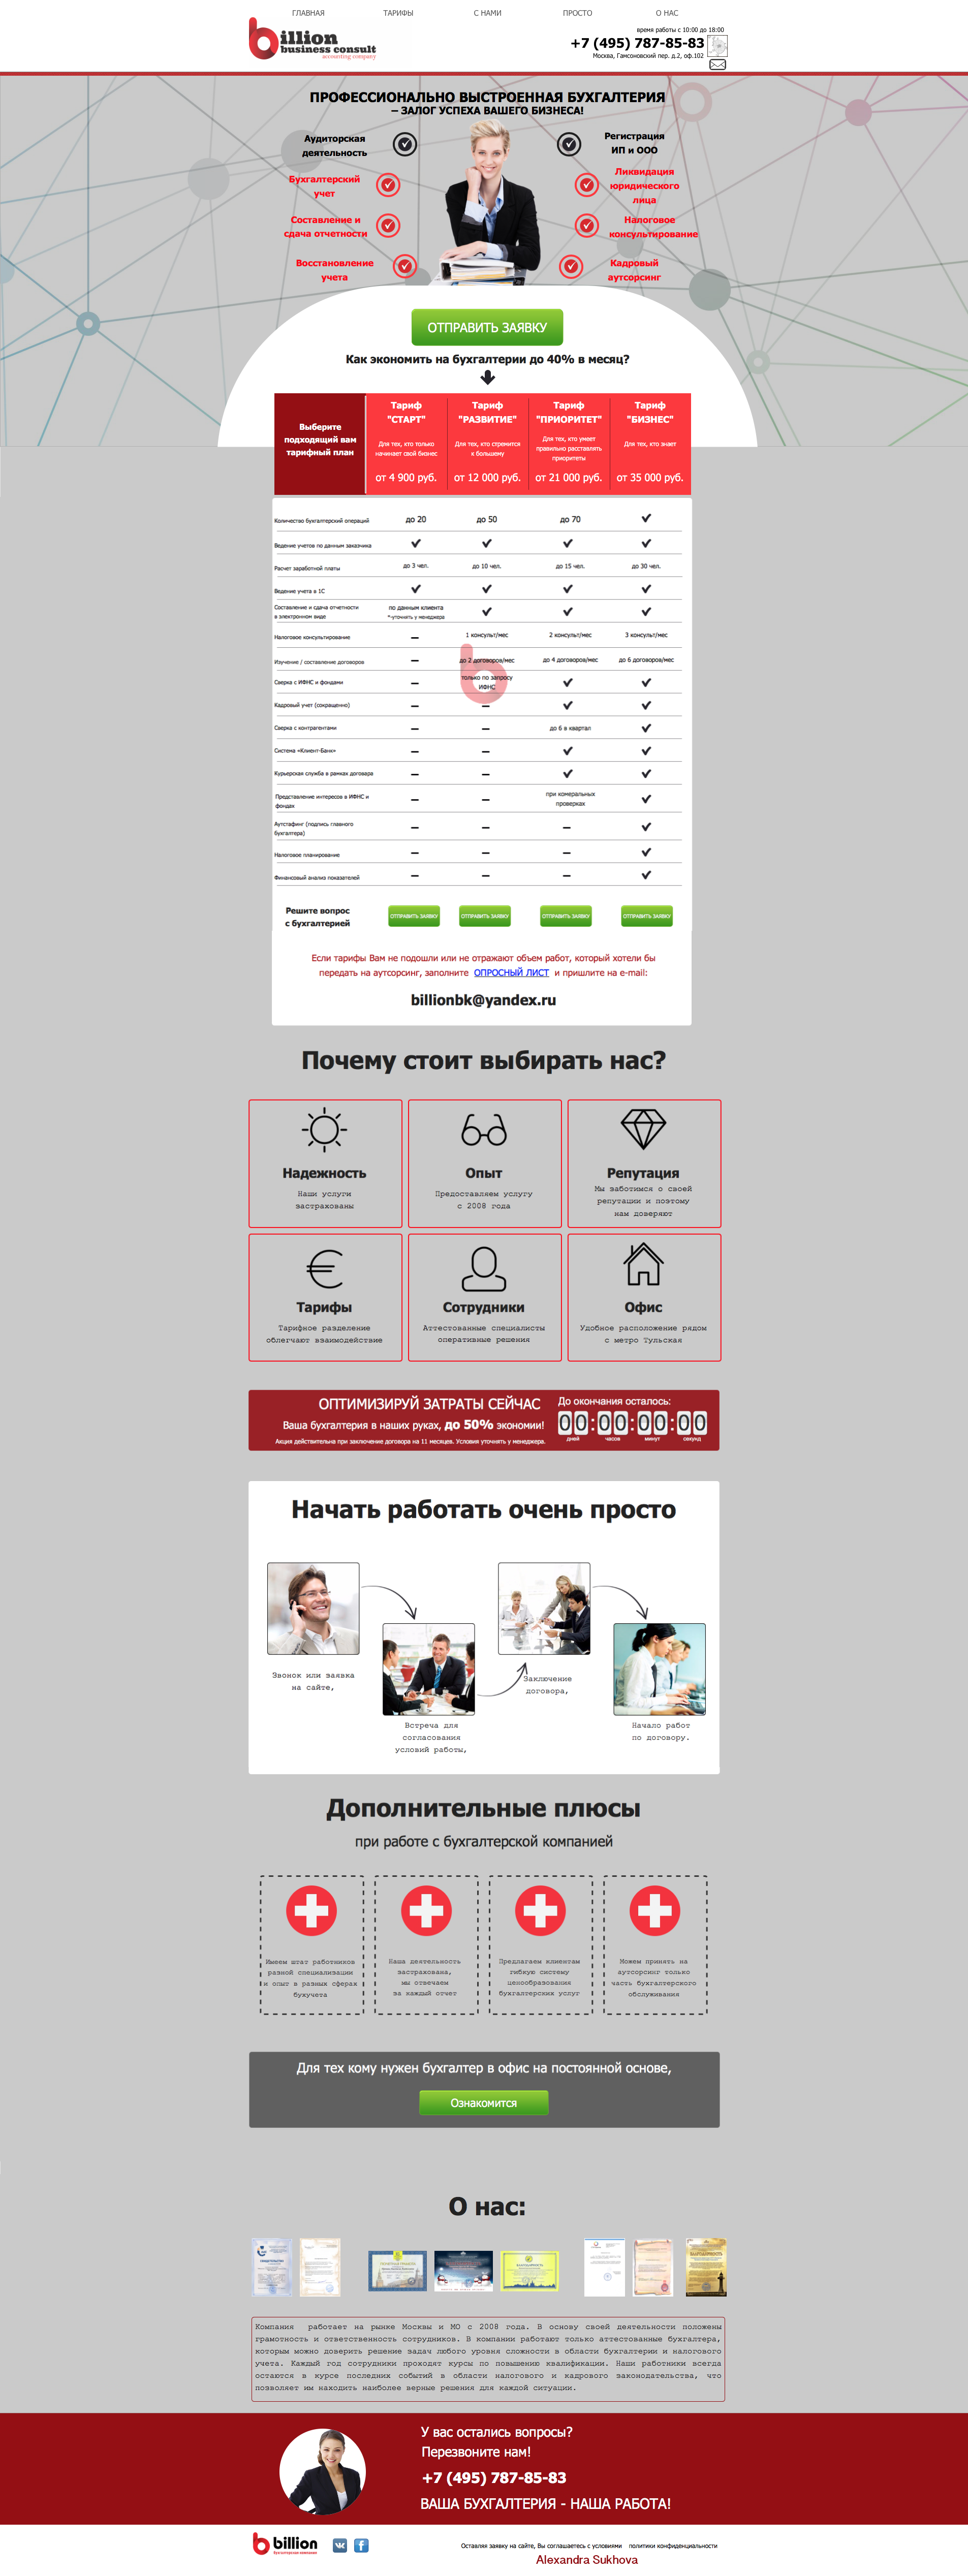 ГЛАВНАЯ ТАРИФЫ С НАМИ ПРОСТО О НАС
billion
business consult
accounting company
время работы с 10:00 до 18:00
+7 (495) 787-85-83
Москва, Гамсоновский пер. д.2, оф.102
ПРОФЕССИОНАЛЬНО ВЫСТРОЕННАЯ БУХГАЛТЕРИЯ
– ЗАЛОГ УСПЕХА ВАШЕГО БИЗНЕСА!
Аудиторская
деятельность
Бухгалтерский
учет
Составление и
сдача отчетности
Восстановление
учета
Регистрация
ИП и ООО
Ликвидация
юридического
лица
Налоговое
консультирование
Кадровый
аутсорсинг
ОТПРАВИТЬ ЗАЯВКУ
Как экономить на бухгалтерии до 40% в месяц?
Выберите
подходящий вам
тарифный план
Тариф
"СТАРТ"
Для тех, кто только
начинает свой бизнес
от 4 900 руб.
Тариф
"РАЗВИТИЕ"
Для тех, кто стремится
к большему
от 12 000 руб.
Тариф
"ПРИОРИТЕТ"
Для тех, кто умеет
правильно расставлять
приоритеты
от 21 000 руб.
Тариф
"БИЗНЕС"
Для тех, кто знает
от 35 000 руб.
Количество бухгалтерский операций до 20 до 50 до 70
Ведение учетов по данным заказчика
Расчет заработной платы до 3 чел. до 10 чел. до 15 чел. до 30 чел.
Ведение учета в 1С
Составление и сдача отчетности
в электронном виде
по данным клиента
*-уточнять у менеджера
Налоговое консультирование 1 консульт/мес 2 консульт/мес 3 консульт/мес
Изучение / составление договоров до 2 договоров/мес до 4 договоров/мес до 6 договоров/мес
Сверка с ИФНС и фондами
только по запросу
ИФНС
Кадровый учет (сокращенно)
Сверка с контрагентами до 6 в квартал
Система «Клиент-Банк»
Курьерская служба в рамках договора
Представление интересов в ИФНС и
фондах
при комеральных
проверках
Аутстафинг (подпись главного
бухгалтера)
Налоговое планирование
Финансовый анализ показателей
Решите вопрос
с бухгалтерией
ОТПРАВИТЬ ЗАЯВКУ ОТПРАВИТЬ ЗАЯВКУ ОТПРАВИТЬ ЗАЯВКУ ОТПРАВИТЬ ЗАЯВКУ
Если тарифы Вам не подошли или не отражают объем работ, который хотели бы
передать на аутсорсинг, заполните ОПРОСНЫЙ ЛИСТ и пришлите на e-mail:
billionbk@yandex.ru
Почему стоит выбирать нас?
Надежность
Наши услуги
застрахованы
Опыт
Предоставляем услугу
с 2008 года
Репутация
Мы заботимся о своей
репутации и поэтому
нам доверяют
Тарифы
Тарифное разделение
облегчают взаимодействие
Сотрудники
Аттестованные специалисты
оперативные решения
Офис
Удобное расположение рядом
с метро Тульская
ОПТИМИЗИРУЙ ЗАТРАТЫ СЕЙЧАС
Ваша бухгалтерия в наших руках, до 50% экономии!
Акция действительна при заключение договора на 11 месяцев. Условия уточнять у менеджера.
До окончания осталось:
00:00:00:00
дней часов минут секунд
Начать работать очень просто
Звонок или заявка
на сайте,
Встреча для
согласования
условий работы,
Заключение
договора,
Начало работ
по договору.
Дополнительные плюсы
при работе с бухгалтерской компанией
Имеем штат работников
разной специализации
и опыт в разных сферах
букучета
Наша деятельность
застрахована,
мы отвечаем
за каждый отчет
Предлагаем клиентам
гибкую систему
ценообразования
бухгалтерских услуг
Можем принять на
аутсорсинг только
часть бухгалтерского
обслуживания
Для тех кому нужен бухгалтер в офис на постоянной основе,
Ознакомится
О нас:
Компания работает на рынке Москвы и МО с 2008 года. В основу своей деятельности положены
грамотность и ответственность сотрудников. В компании работают только аттестованные бухгалтера,
которым можно доверить решение задач любого уровня сложности в области бухгалтерии и налогового
учета. Каждый год сотрудники проходят курсы по повышению квалификации. Наши работники всегда
остаются в курсе последних событий в области налогового и кадрового законодательства, что
позволяет им находить наиболее верные решения для каждой ситуации.
У вас остались вопросы?
Перезвоните нам!
+7 (495) 787-85-83
ВАША БУХГАЛТЕРИЯ - НАША РАБОТА!
billion
бухгалтерская компания
Оставляя заявку на сайте, Вы соглашаетесь с условиями политики конфиденциальности
Alexandra Sukhova